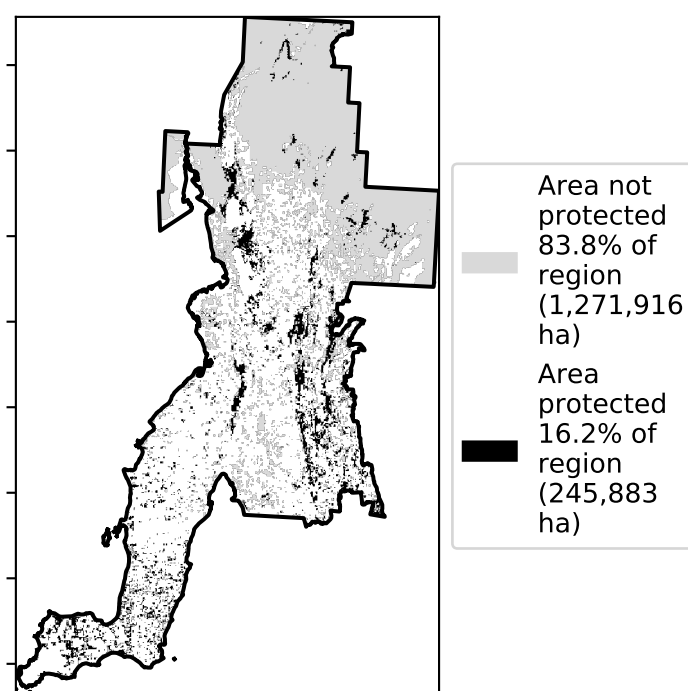 Area not
protected
83.8% of
region
(1,271,916
ha)
Area
protected
16.2% of
region
(245,883
ha)